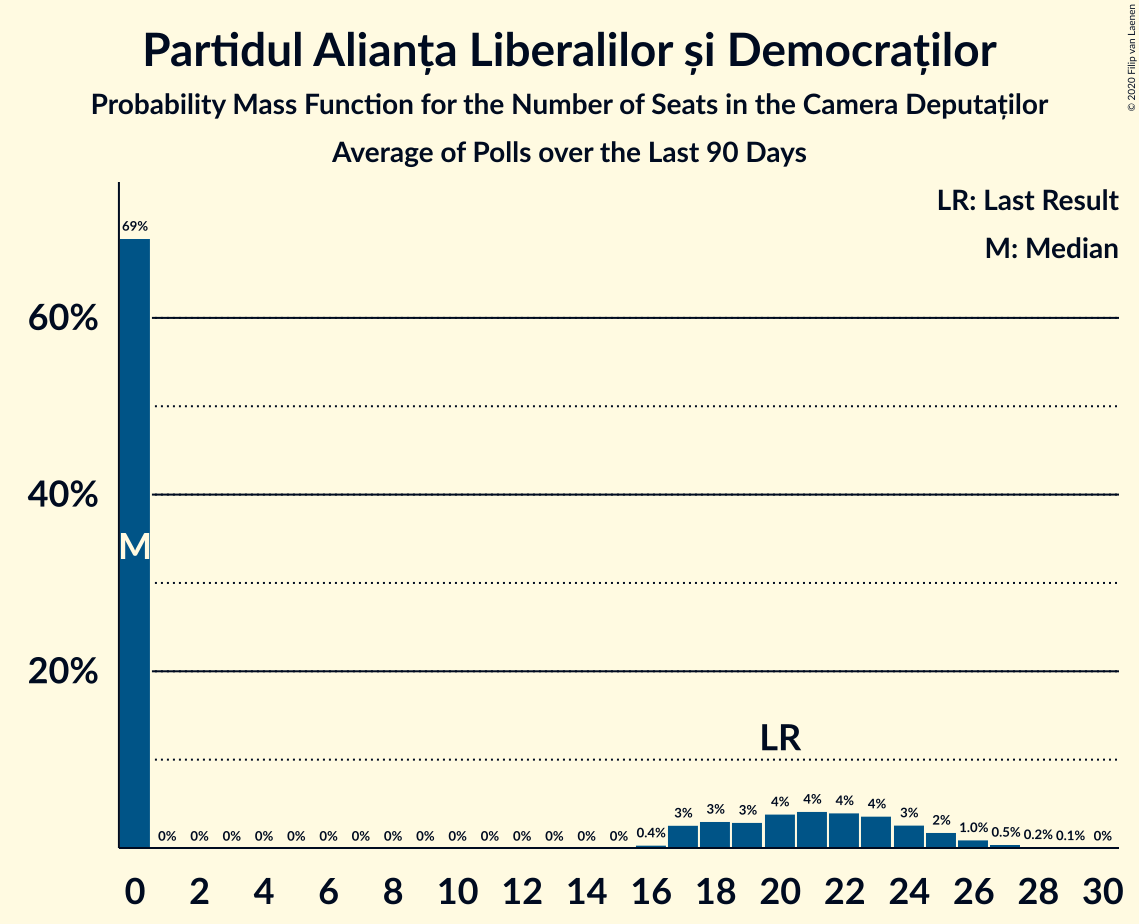 Partidul Alianța Liberalilor și Democraților
Probability Mass Function for the Number of Seats in the Camera Deputaților
Average of Polls over the Last 90 Days
© 2020 Filip van Laenen
LR: Last Result
M: Median
69%
60%
40%
M
20%
LR
0% 0% 0% 0% 0% 0% 0% 0% 0% 0% 0% 0% 0% 0% 0% 0.4% 3% 3% 3% 4% 4% 4% 4% 3% 2% 1.0% 0.5% 0.2% 0.1% 0%
0 2 4 6 8 10 12 14 16 18 20 22 24 26 28 30